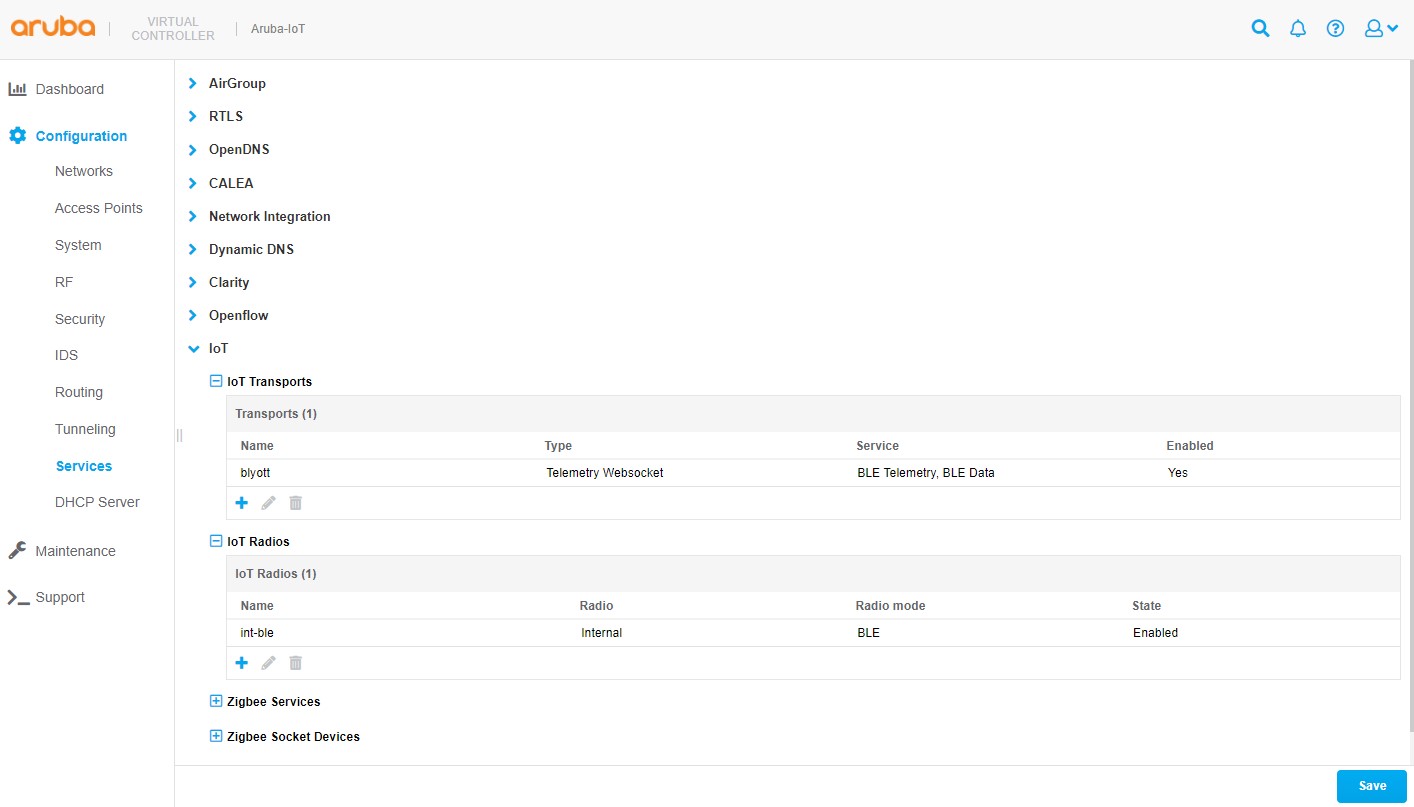 aruba
VIRTUAL
CONTROLLER
Aruba-IoT
Dashboard
Configuration
Networks
Access Points
System
RF
Security
IDS
Routing
Tunneling
Services
DHCP Server
Maintenance
Support
AirGroup
RTLS
OpenDNS
CALEA
Network Integration
Dynamic DNS
Clarity
Openflow
IoT
IoT Transports
Transports (1)
Name Type Service Enabled
blyott Telemetry Websocket BLE Telemetry, BLE Data Yes
IoT Radios
IoT Radios (1)
Name Radio Radio mode State
int-ble Internal BLE Enabled
Zigbee Services
Zigbee Socket Devices
Save